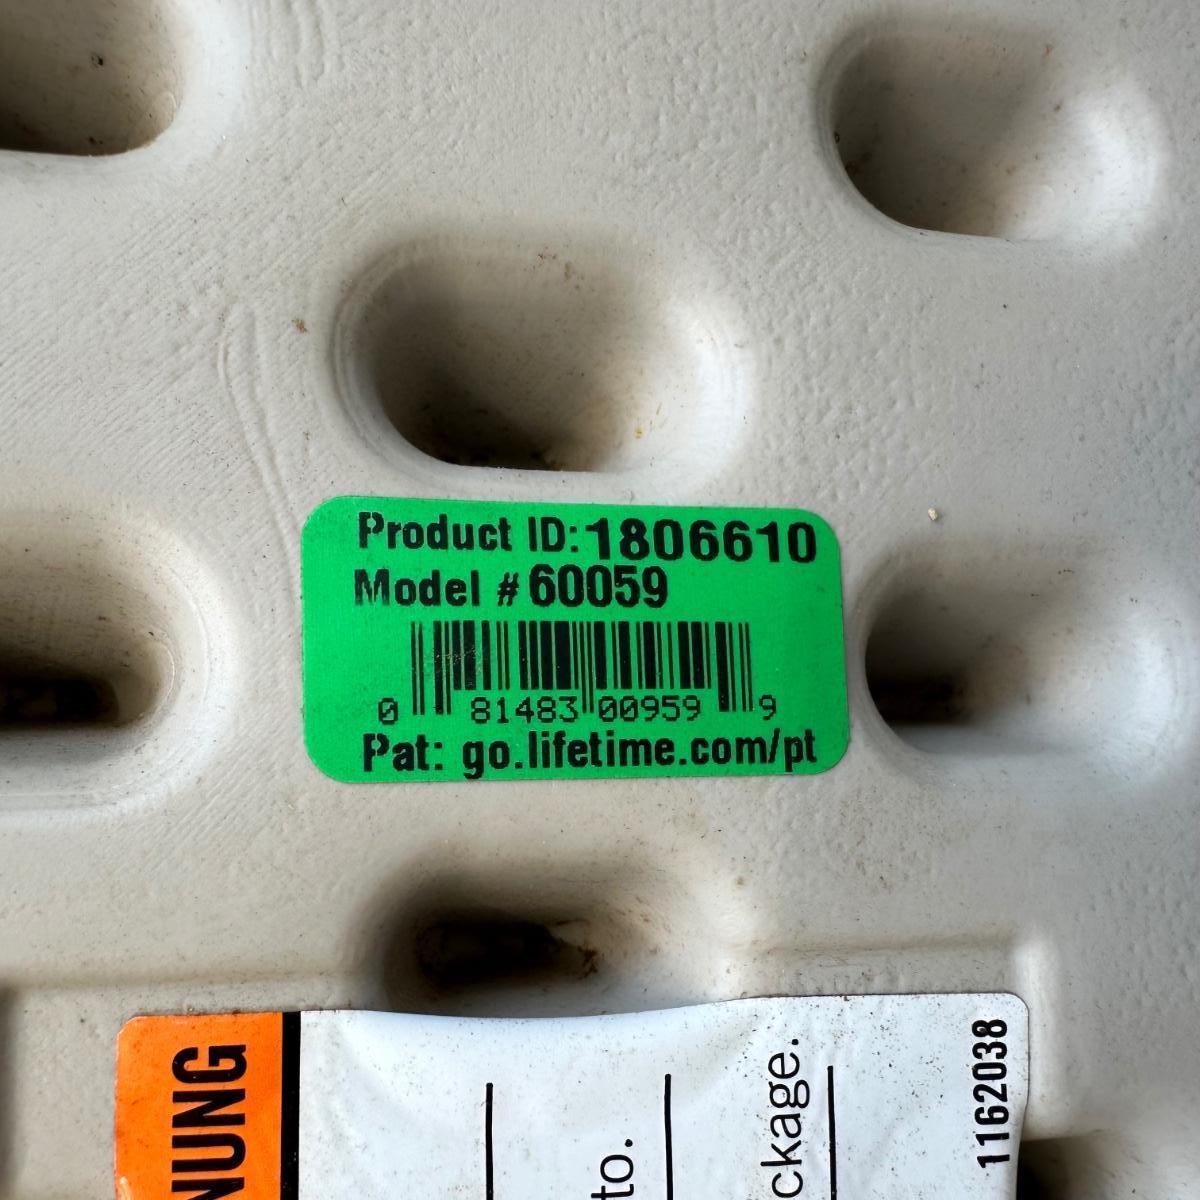 Product ID: 1806610
Model # 60059
0 81483 00959 9
Pat: go.lifetime.com/pt
NUNG
to.
ckage.
1162038